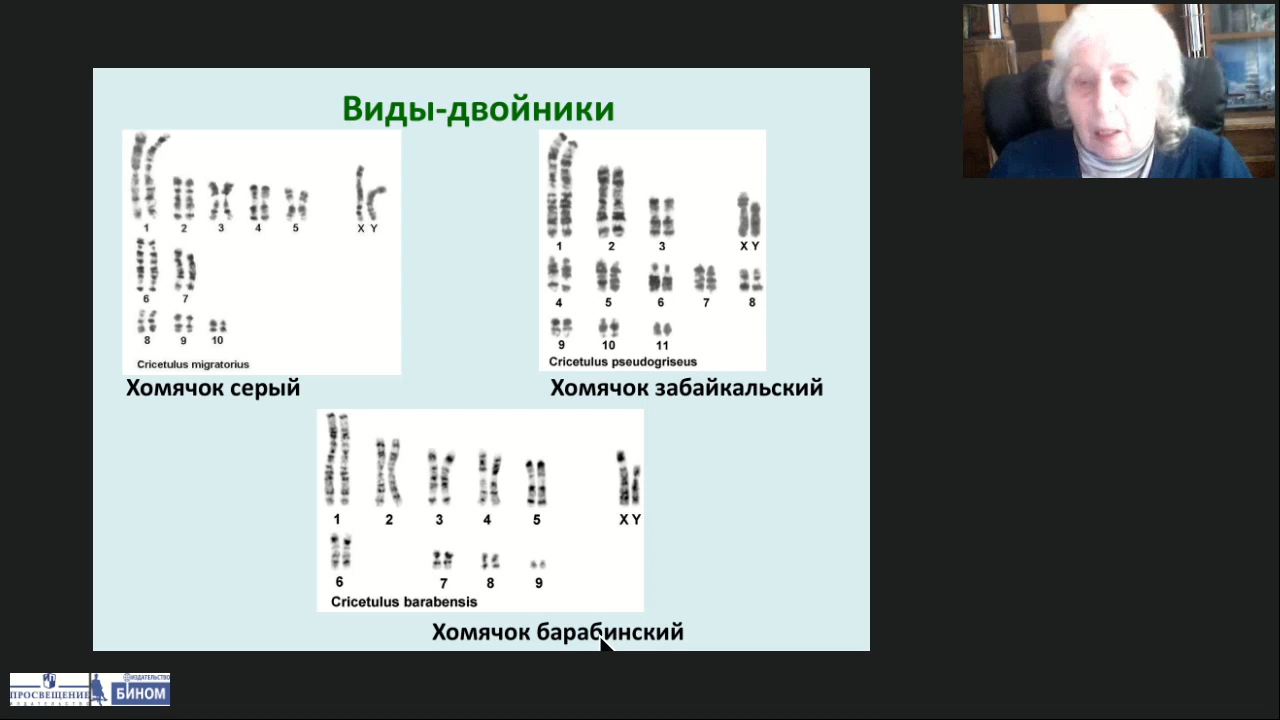 Виды-двойники
1 2 3 4 5 X Y
6 7
8 9 10
Cricetulus migratorius
Хомячок серый
1 2 3 X Y
4 5 6 7 8
9 10 11
Cricetulus pseudogriseus
Хомячок забайкальский
1 2 3 4 5 X Y
6 7 8 9
Cricetulus barabensis
Хомячок барабинский
ПРОСВЕЩЕНИЕ
ИЗДАТЕЛЬСТВО
ИЗДАТЕЛЬСТВО
БИНОМ